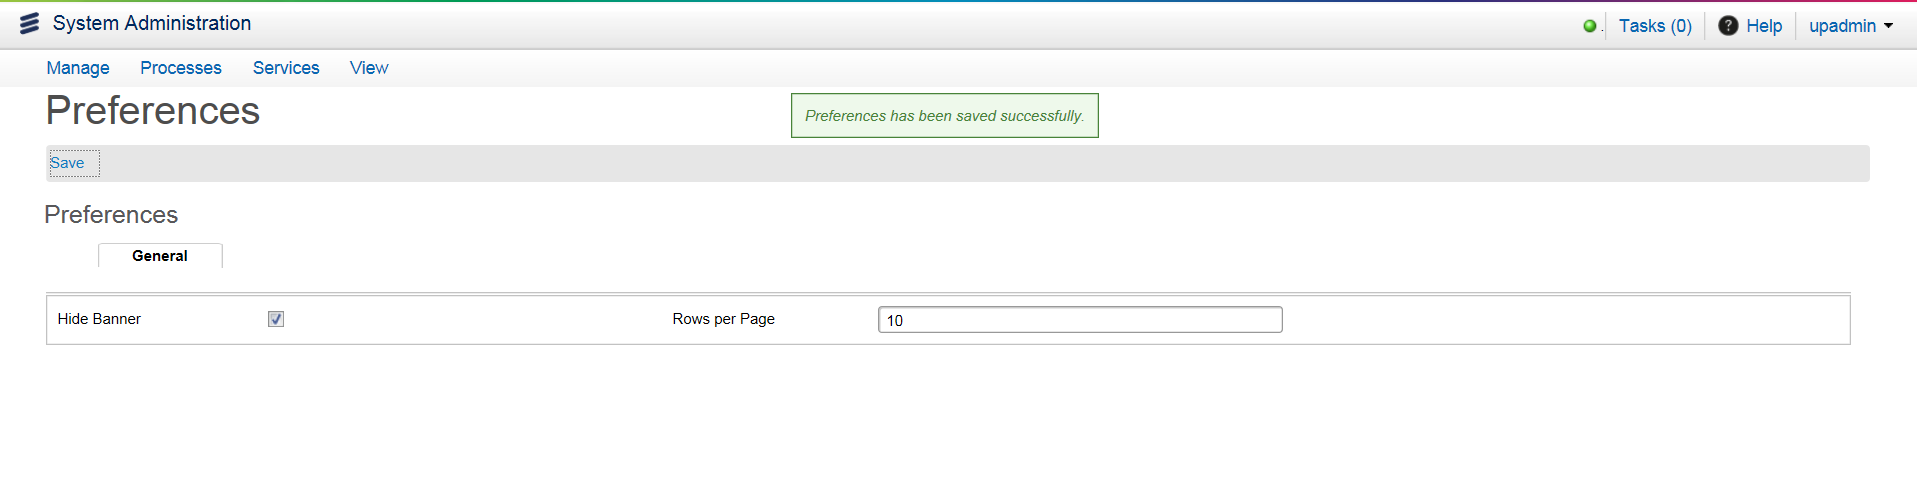 System Administration
Tasks (0)
? Help
upadmin
Manage Processes Services View
Preferences
Preferences has been saved successfully.
Save
Preferences
General
Hide Banner
Rows per Page 10